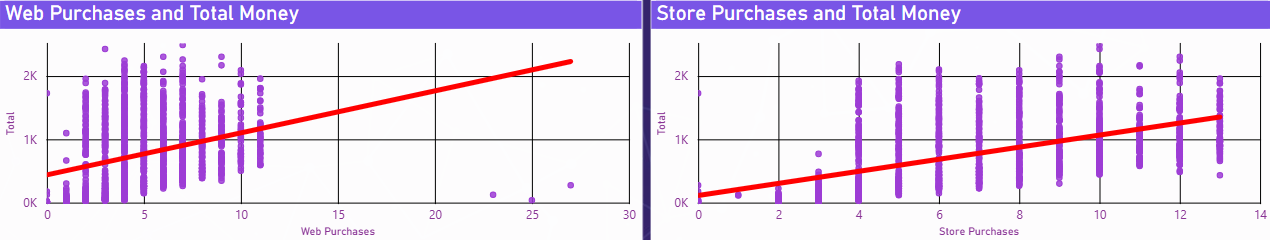 Web Purchases and Total Money
2K
1K
0K
Total
0 5 10 15 20 25 30
Web Purchases
Store Purchases and Total Money
2K
1K
0K
Total
0 2 4 6 8 10 12 14
Store Purchases